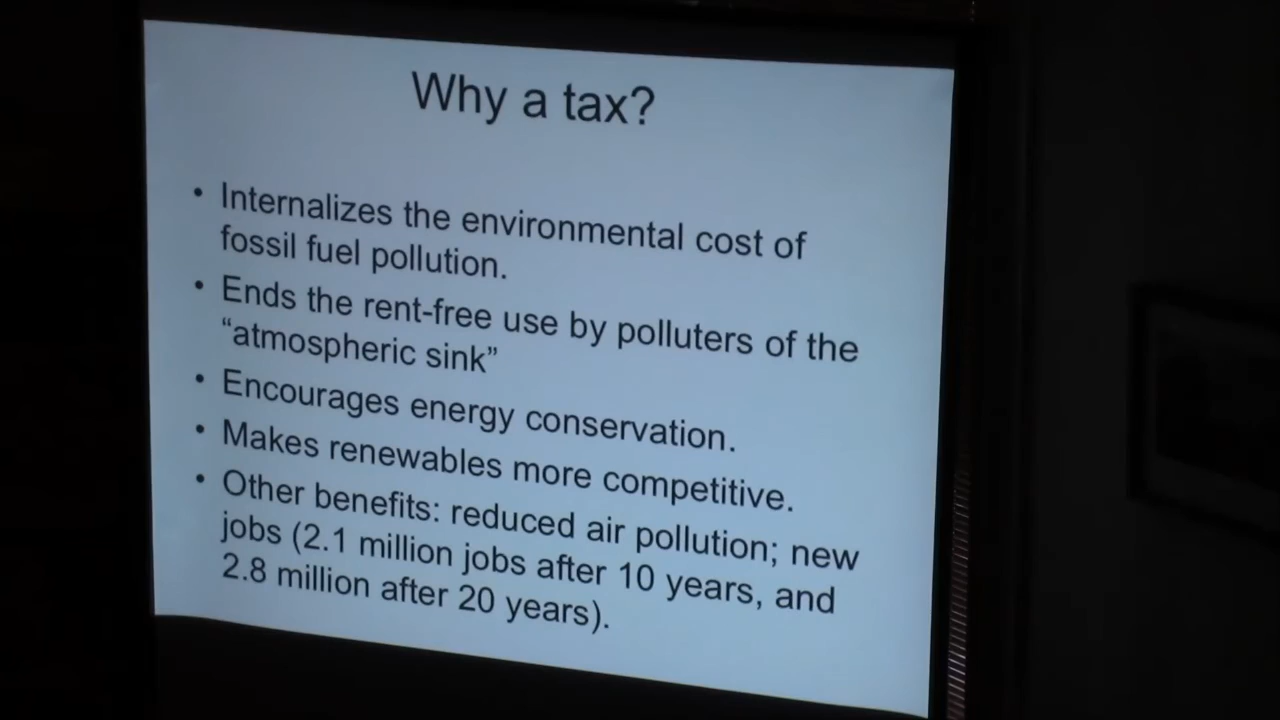 Why a tax?
• Internalizes the environmental cost of
fossil fuel pollution.
• Ends the rent-free use by polluters of the
“atmospheric sink”
• Encourages energy conservation.
• Makes renewables more competitive.
• Other benefits: reduced air pollution; new
jobs (2.1 million jobs after 10 years, and
2.8 million after 20 years).